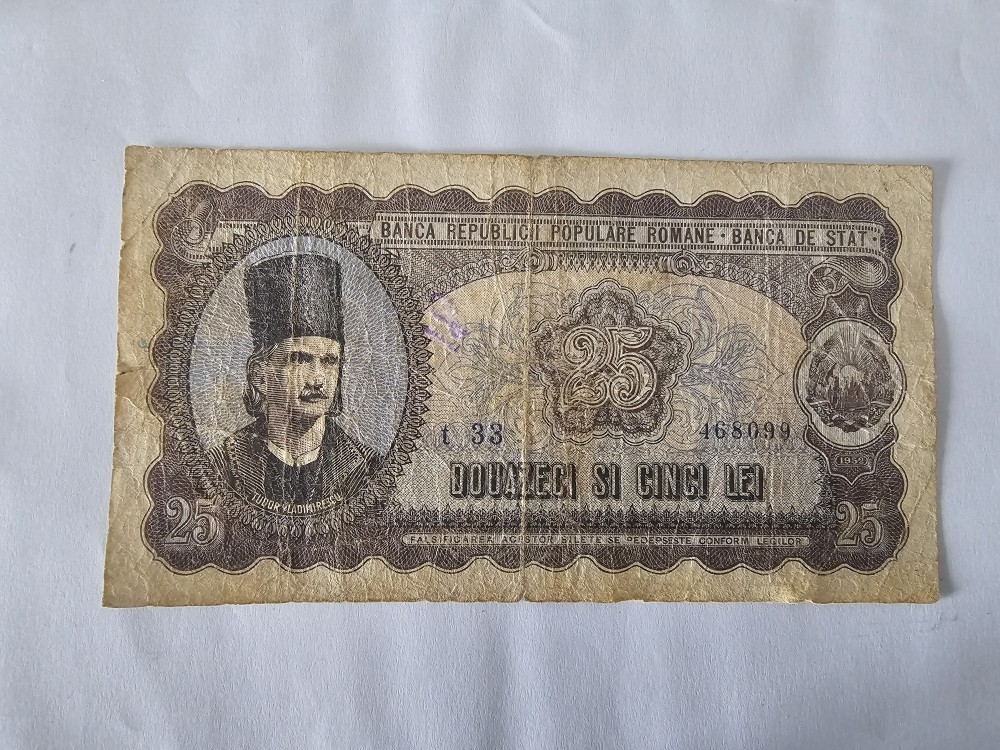 BANCA REPUBLICII POPULARE ROMANE · BANCA DE STAT ·
25
t 33
468099
DOUAZECI SI CINCI LEI
(1952)
TUDOR VLADIMIRESCU
25
25
FALSIFICAREA ACESTOR BILETE SE PEDEPSESTE CONFORM LEGILOR